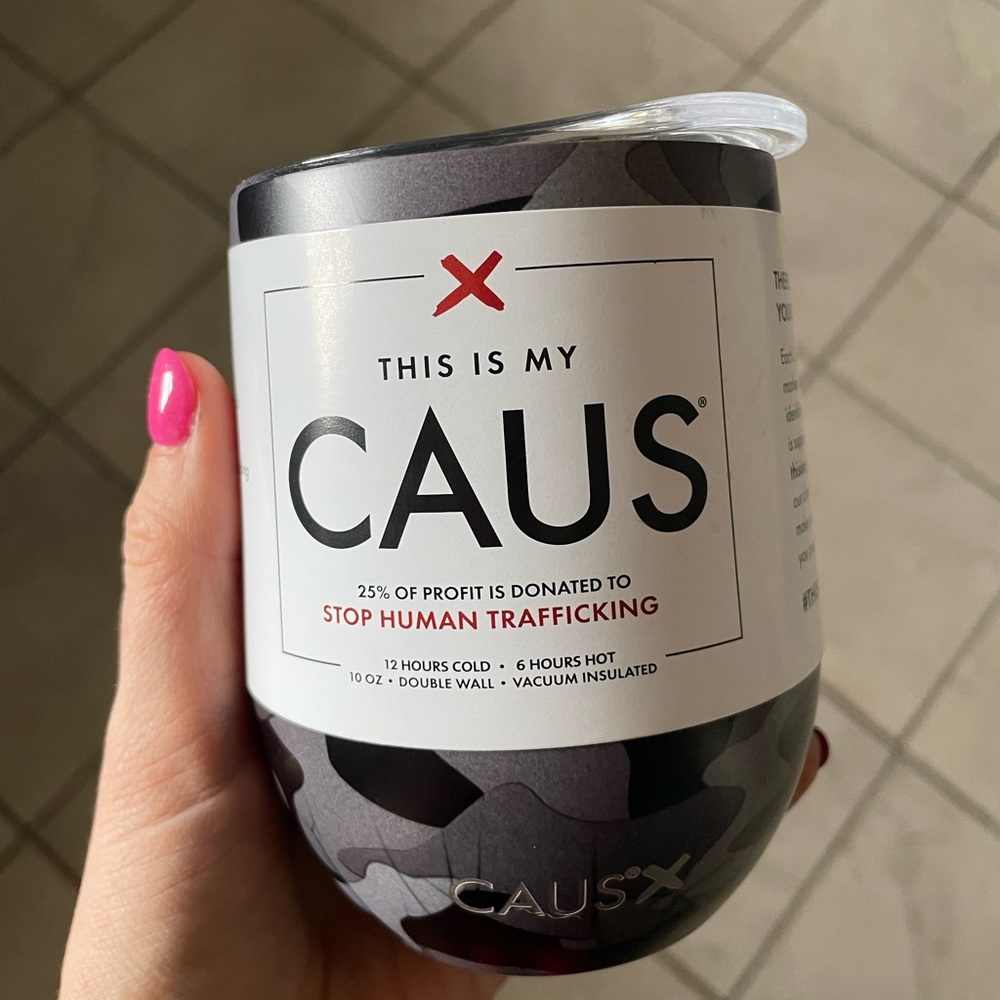 THIS IS MY
CAUS®
25% OF PROFIT IS DONATED TO
STOP HUMAN TRAFFICKING
12 HOURS COLD • 6 HOURS HOT
10 OZ • DOUBLE WALL • VACUUM INSULATED
CAUS®X